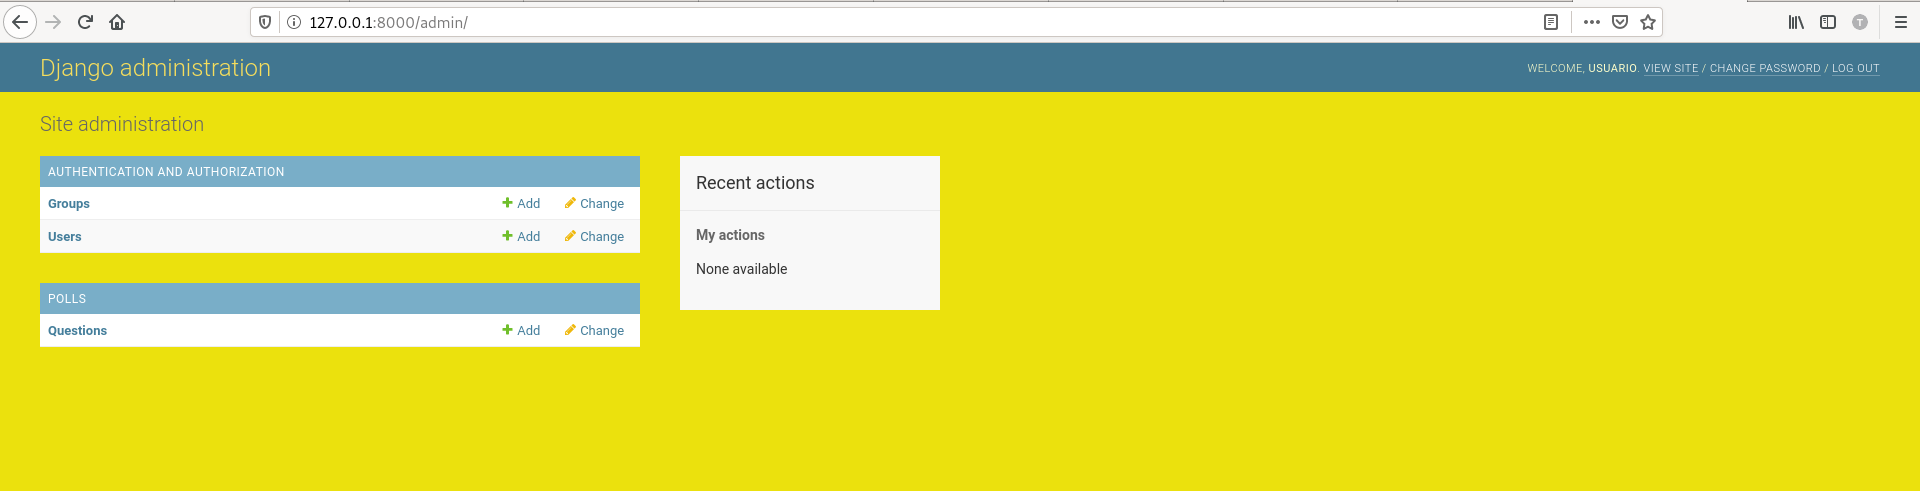 127.0.0.1:8000/admin/
T
Django administration
WELCOME, USUARIO. VIEW SITE / CHANGE PASSWORD / LOG OUT
Site administration
AUTHENTICATION AND AUTHORIZATION
Groups Add Change
Users Add Change
POLLS
Questions Add Change
Recent actions
My actions
None available